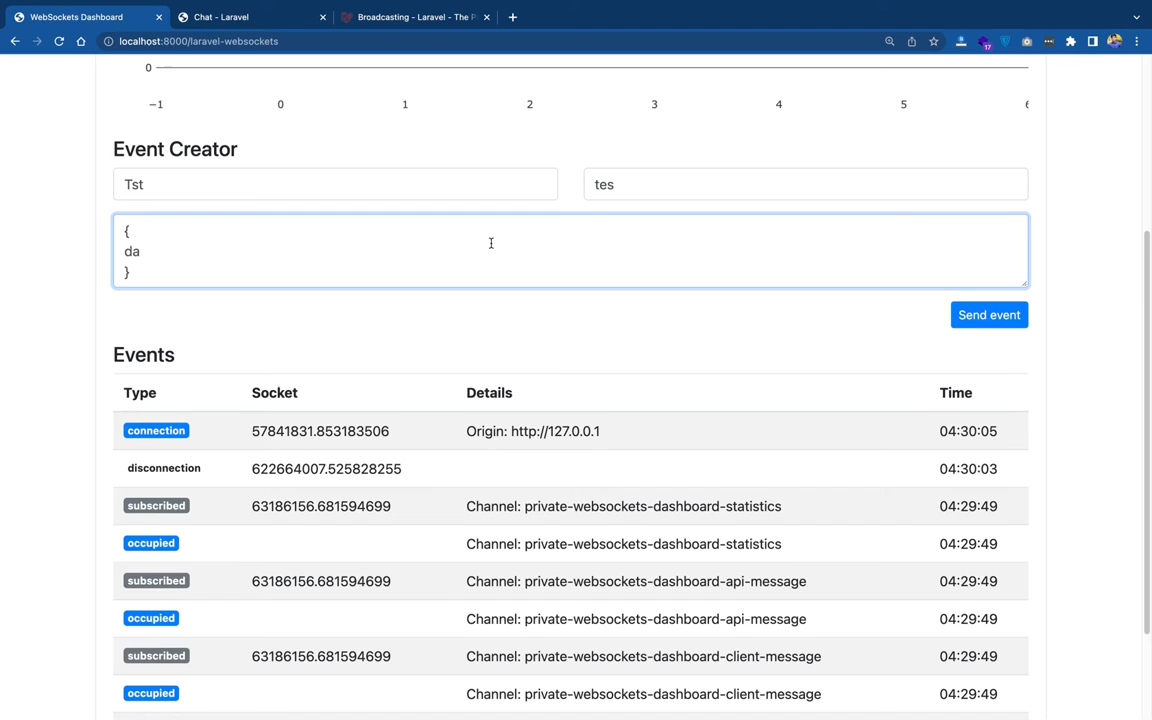 WebSockets Dashboard
Chat - Laravel
Broadcasting - Laravel - The P
localhost:8000/laravel-websockets
17
0
−1 0 1 2 3 4 5 6
Event Creator
Tst tes
{
da
}
Send event
Events
Type Socket Details Time
connection 57841831.853183506 Origin: http://127.0.0.1 04:30:05
disconnection 622664007.525828255 04:30:03
subscribed 63186156.681594699 Channel: private-websockets-dashboard-statistics 04:29:49
occupied Channel: private-websockets-dashboard-statistics 04:29:49
subscribed 63186156.681594699 Channel: private-websockets-dashboard-api-message 04:29:49
occupied Channel: private-websockets-dashboard-api-message 04:29:49
subscribed 63186156.681594699 Channel: private-websockets-dashboard-client-message 04:29:49
occupied Channel: private-websockets-dashboard-client-message 04:29:49